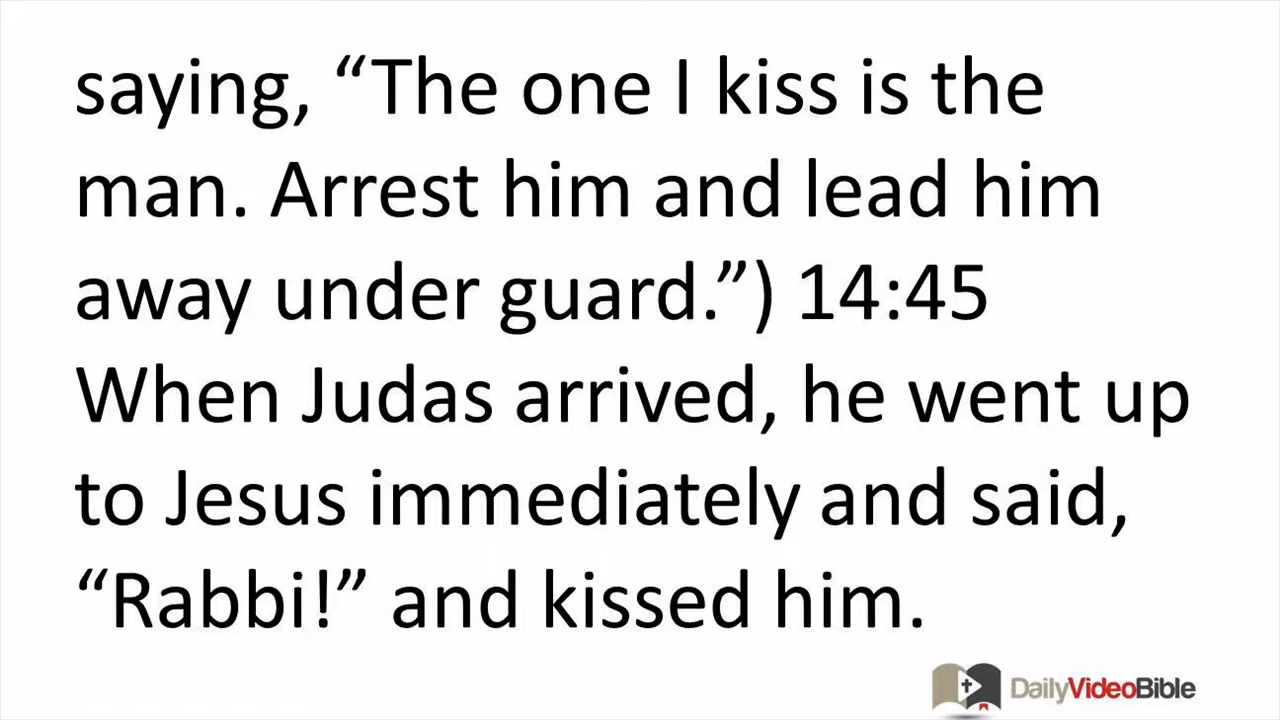 saying, “The one I kiss is the
man. Arrest him and lead him
away under guard.”) 14:45
When Judas arrived, he went up
to Jesus immediately and said,
“Rabbi!” and kissed him.
DailyVideoBible